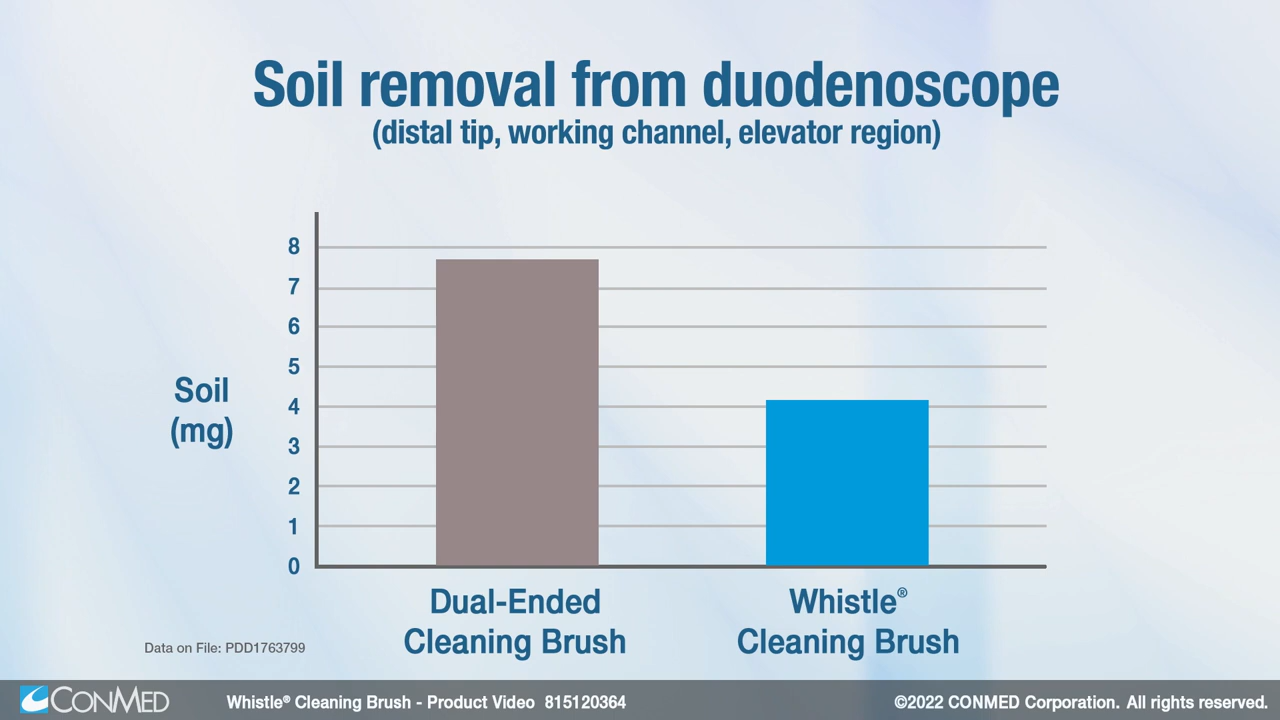 Soil removal from duodenoscope
(distal tip, working channel, elevator region)
8
7
6
5
4
3
2
1
0
Soil
(mg)
Dual-Ended
Cleaning Brush
Whistle®
Cleaning Brush
Data on File: PDD1763799
CONMED
Whistle® Cleaning Brush - Product Video 815120364
©2022 CONMED Corporation. All rights reserved.